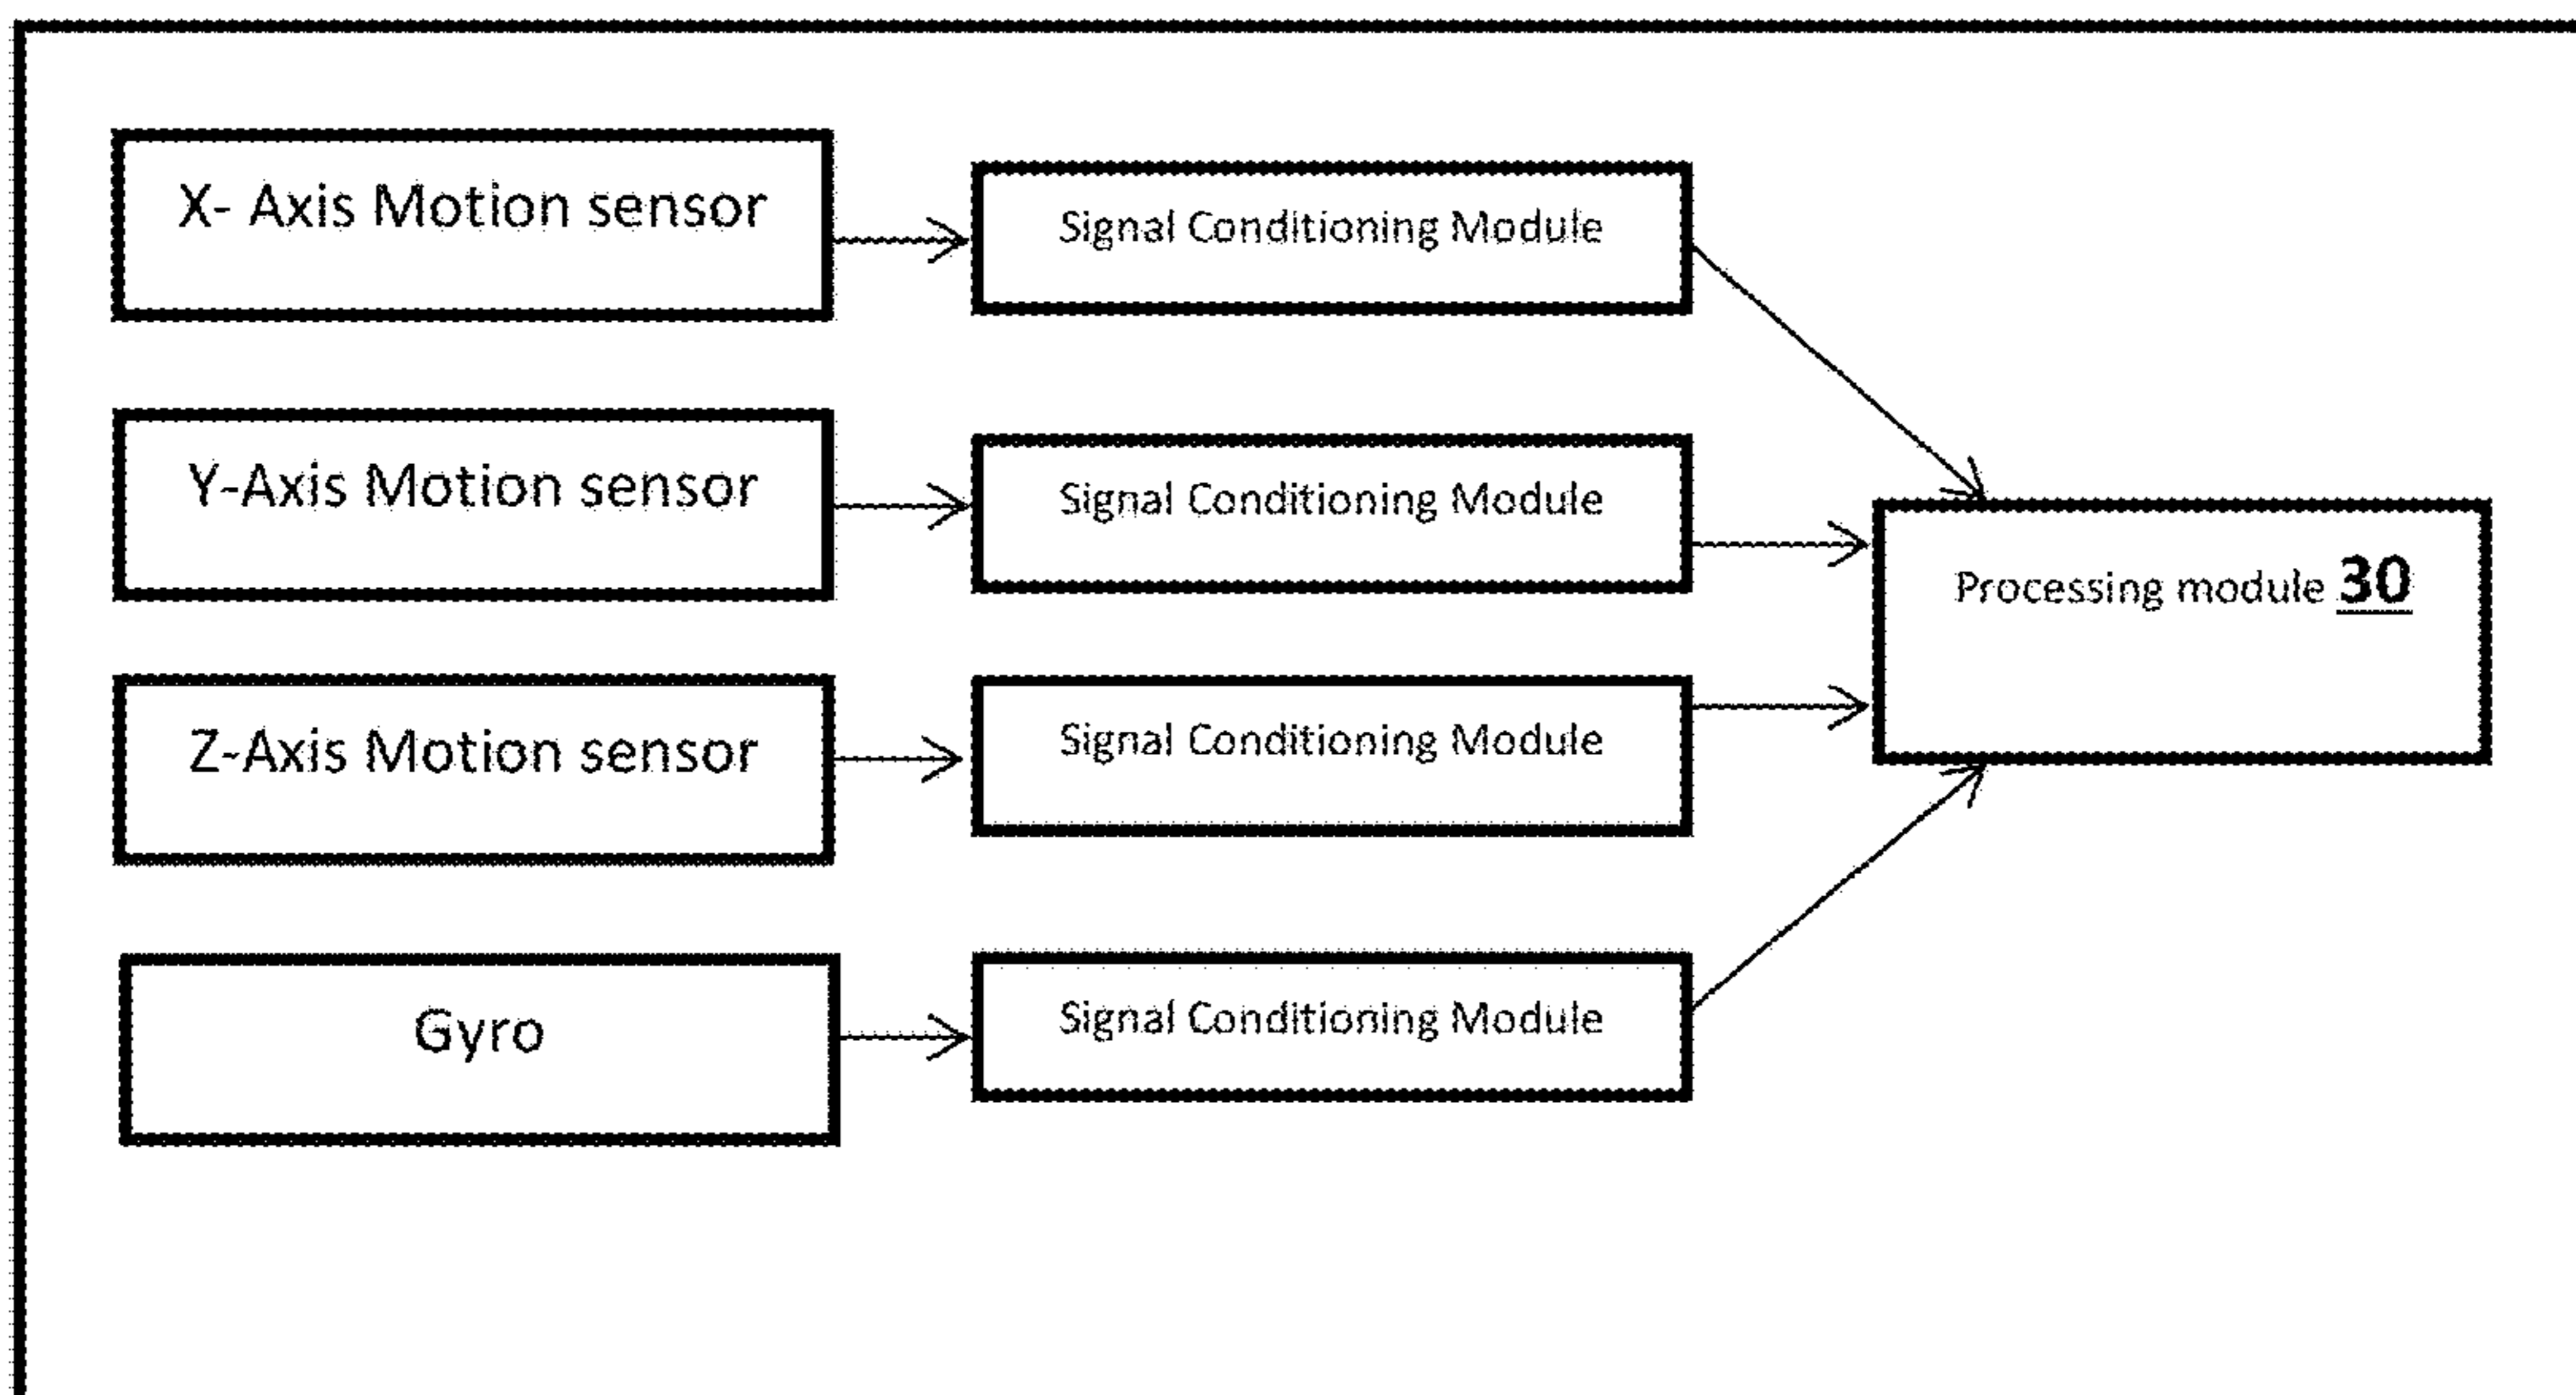 X- Axis Motion sensor
Signal Conditioning Module
Y-Axis Motion sensor
Signal Conditioning Module
Processing module 30
Z-Axis Motion sensor
Signal Conditioning Module
Gyro
Signal Conditioning Module